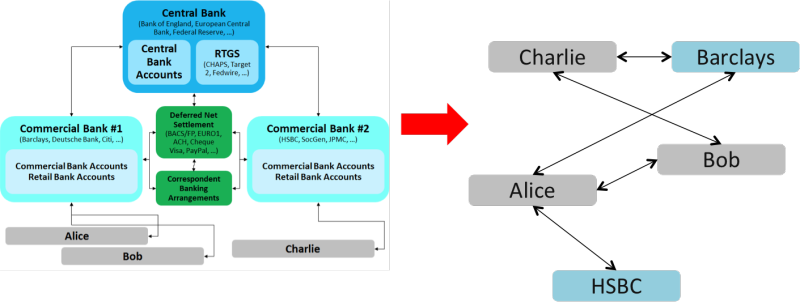 Central Bank
(Bank of England, European Central
Bank, Federal Reserve, ...)
Central
Bank
Accounts
RTGS
(CHAPS, Target
2, Fedwire, ...)
Commercial Bank #1
(Barclays, Deutsche Bank, Citi, ...)
Commercial Bank Accounts
Retail Bank Accounts
Deferred Net
Settlement
(BACS/FP, EURO1,
ACH, Cheque
Visa, PayPal, ...)
Correspondent
Banking
Arrangements
Commercial Bank #2
(HSBC, SocGen, JPMC, ...)
Commercial Bank Accounts
Retail Bank Accounts
Alice
Bob
Charlie
Charlie
Barclays
Bob
Alice
HSBC